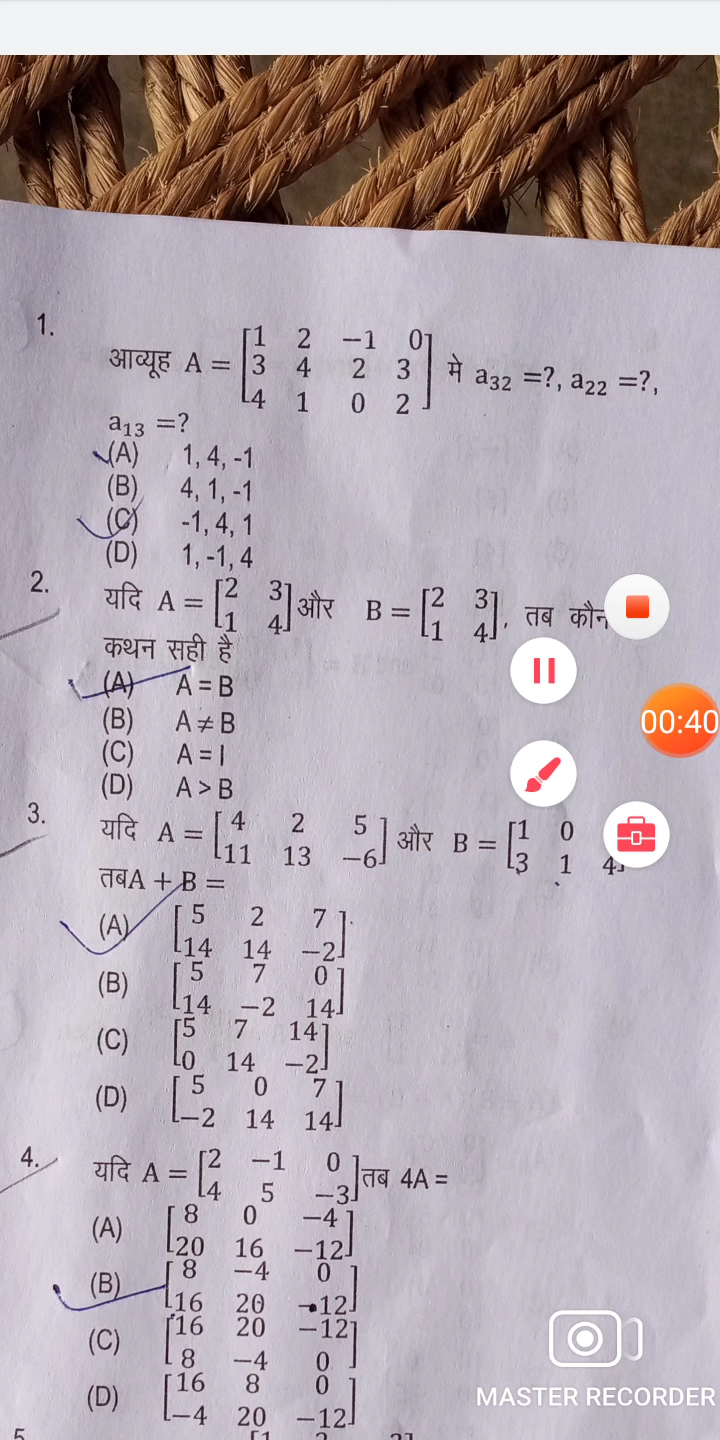 1.
आव्यूह A = [1 2 −1 0
3 4 2 3
4 1 0 2] मे a₃₂ =?, a₂₂ =?,
a₁₃ =?
(A) 1, 4, -1
(B) 4, 1, -1
(C) -1, 4, 1
(D) 1, -1, 4
2.
यदि A = [2 3
1 4] और B = [2 3
1 4], तब कौन
कथन सही है
(A) A = B
(B) A ≠ B
(C) A = I
(D) A > B
00:40
3.
यदि A = [4 2 5
11 13 −6] और B = [1 0
3 1 4]
तबA + B =
(A) [5 2 7
14 14 −2]
(B) [5 7 0
14 −2 14]
(C) [5 7 14
0 14 −2]
(D) [5 0 7
−2 14 14]
4.
यदि A = [2 −1 0
4 5 −3] तब 4A =
(A) [8 0 −4
20 16 −12]
(B) [8 −4 0
16 20 −12]
(C) [16 20 −12
8 −4 0]
(D) [16 8 0
−4 20 −12]
MASTER RECORDER